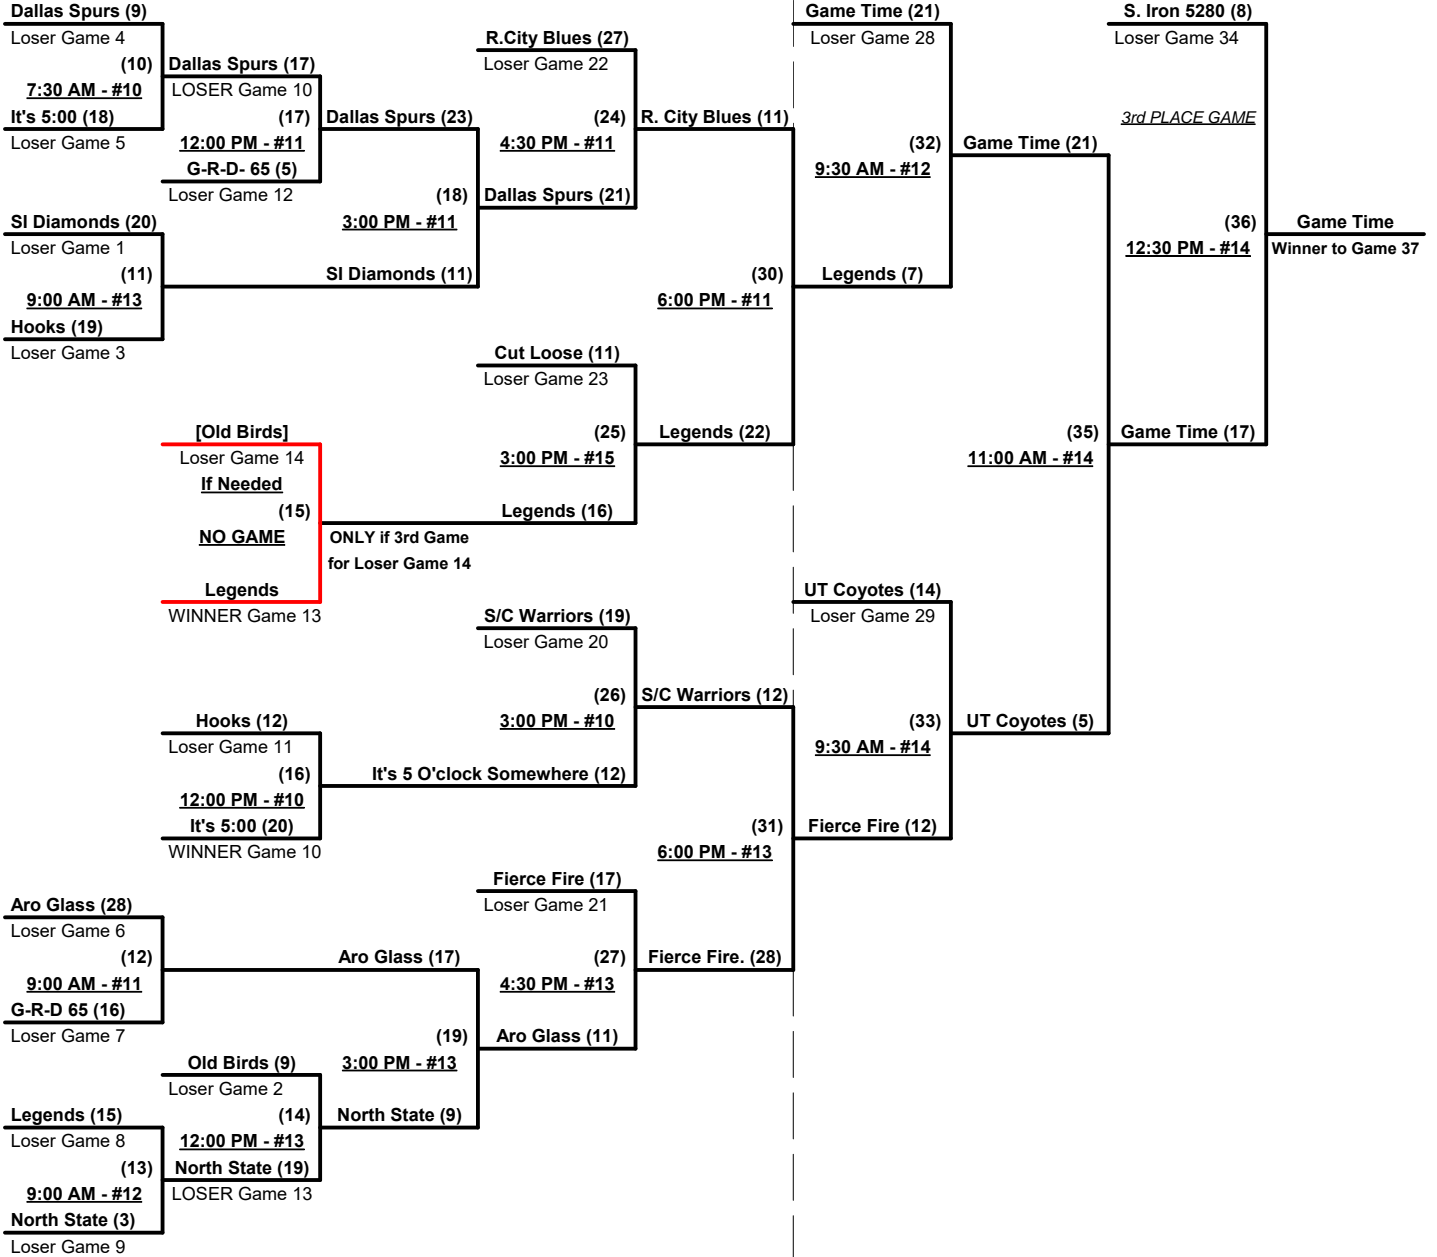 Dallas Spurs (9)
Loser Game 4
(10)
7:30 AM - #10
It's 5:00 (18)
Loser Game 5
Dallas Spurs (17)
LOSER Game 10
(17)
12:00 PM - #11
G-R-D- 65 (5)
Loser Game 12
SI Diamonds (20)
Loser Game 1
(11)
9:00 AM - #13
Hooks (19)
Loser Game 3
Dallas Spurs (23)
(18)
3:00 PM - #11
SI Diamonds (11)
R.City Blues (27)
Loser Game 22
(24)
4:30 PM - #11
Dallas Spurs (21)
R. City Blues (11)
(30)
6:00 PM - #11
Cut Loose (11)
Loser Game 23
(25)
3:00 PM - #15
Legends (16)
Legends (22)
[Old Birds]
Loser Game 14
If Needed
(15)
NO GAME
Legends
WINNER Game 13
ONLY if 3rd Game
for Loser Game 14
Game Time (21)
Loser Game 28
(32)
9:30 AM - #12
Legends (7)
Game Time (21)
(35)
11:00 AM - #14
UT Coyotes (5)
S. Iron 5280 (8)
Loser Game 34
3rd PLACE GAME
(36)
12:30 PM - #14
Game Time (17)
Game Time
Winner to Game 37
UT Coyotes (14)
Loser Game 29
(33)
9:30 AM - #14
Fierce Fire (12)
S/C Warriors (19)
Loser Game 20
(26)
3:00 PM - #10
It's 5 O'clock Somewhere (12)
S/C Warriors (12)
(31)
6:00 PM - #13
Fierce Fire. (28)
Hooks (12)
Loser Game 11
(16)
12:00 PM - #10
It's 5:00 (20)
WINNER Game 10
Fierce Fire (17)
Loser Game 21
(27)
4:30 PM - #13
Aro Glass (11)
Aro Glass (28)
Loser Game 6
(12)
9:00 AM - #11
G-R-D 65 (16)
Loser Game 7
Aro Glass (17)
(19)
3:00 PM - #13
North State (9)
Old Birds (9)
Loser Game 2
(14)
12:00 PM - #13
North State (19)
LOSER Game 13
Legends (15)
Loser Game 8
(13)
9:00 AM - #12
North State (3)
Loser Game 9